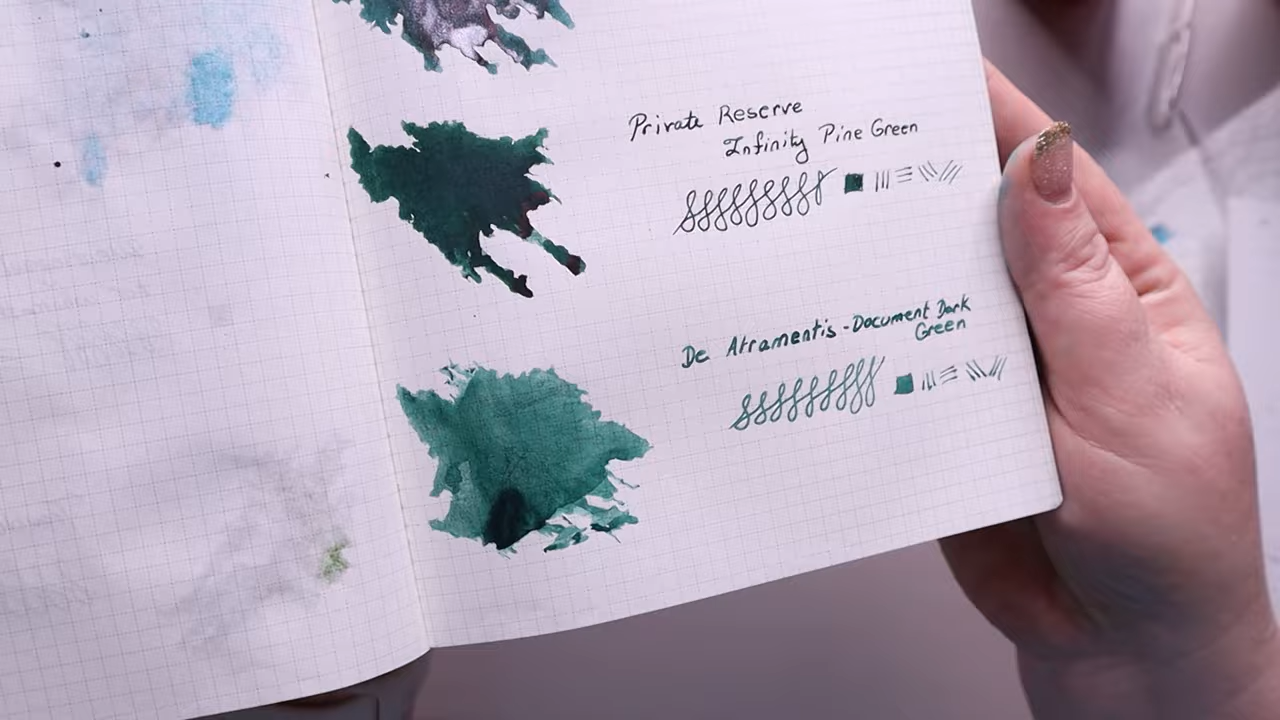 Private Reserve
Infinity Pine Green
De Atramentis - Document Dark
Green